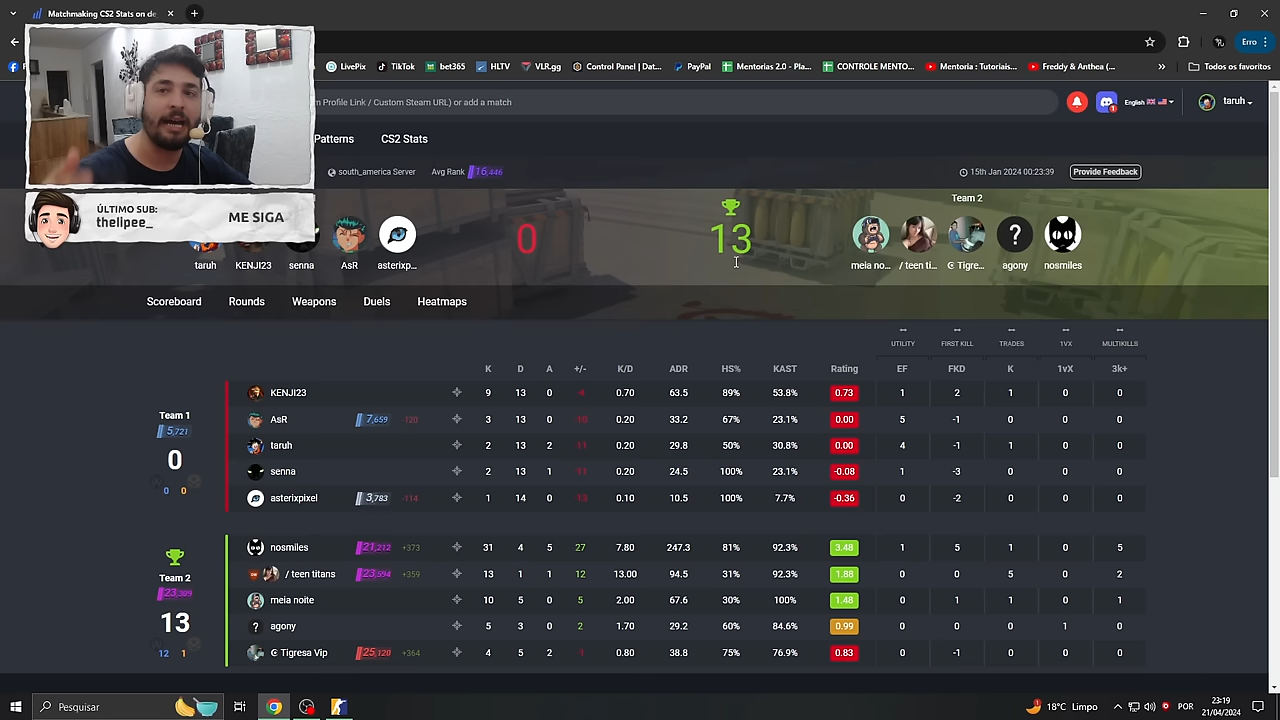 Matchmaking CS2 Stats on de
Erro
LivePix
TikTok
bet365
HLTV
VLR.gg
Control Panel | Dat...
PayPal
Mentorias 2.0 - Pla...
CONTROLE MENTO...
Mentoria : Tutoriais...
Freddy & Anthea (...
Todos os favoritos
Profile Link / Custom Steam URL) or add a match
English
taruh
Patterns
CS2 Stats
south_america Server
Avg Rank
16,446
15th Jan 2024 00:23:39
Provide Feedback
ÚLTIMO SUB:
thelipee_
ME SIGA
0
13
Team 2
taruh
KENJI23
senna
AsR
asterixp...
meia no...
/ teen ti...
Tigre...
agony
nosmiles
Scoreboard
Rounds
Weapons
Duels
Heatmaps
UTILITY
FIRST KILL
TRADES
1VX
MULTIKILLS
K D A +/- K/D ADR HS% KAST Rating EF FKD K 1vX 3k+
Team 1
5,721
0
0 0
KENJI23 9 13 0 -4 0.70 63.5 89% 53.8% 0.73 1 2 1 0 0
AsR 7,659 -120 3 13 0 10 0.20 33.2 67% 23.1% 0.00 5 -1 0 0 0
taruh 2 13 2 11 0.20 29.8 50% 30.8% 0.00 4 -1 1 0 0
senna 2 13 1 11 0.20 24.5 100% 23.1% -0.08 1 -3 0 0 0
asterixpixel 3,783 -114 1 14 0 13 0.10 10.5 100% 7.7% -0.36 0 -2 0 0 0
Team 2
23,309
13
12 1
nosmiles 21,212 +373 31 4 5 27 7.80 247.3 81% 92.3% 3.48 1 5 1 0 5
/ teen titans 23,594 +359 13 1 1 12 13.00 94.5 31% 92.3% 1.88 0 0 5 0 2
meia noite 10 5 0 5 2.00 67.6 30% 100% 1.48 0 1 1 0 1
agony 5 3 0 2 1.70 29.2 60% 84.6% 0.99 0 0 0 1 0
Tigresa Vip 25,120 +364 4 5 2 1 0.80 38.8 75% 76.9% 0.83 0 -1 0 0 0
Pesquisar
18°C Limpo
POR
23:19
21/04/2024